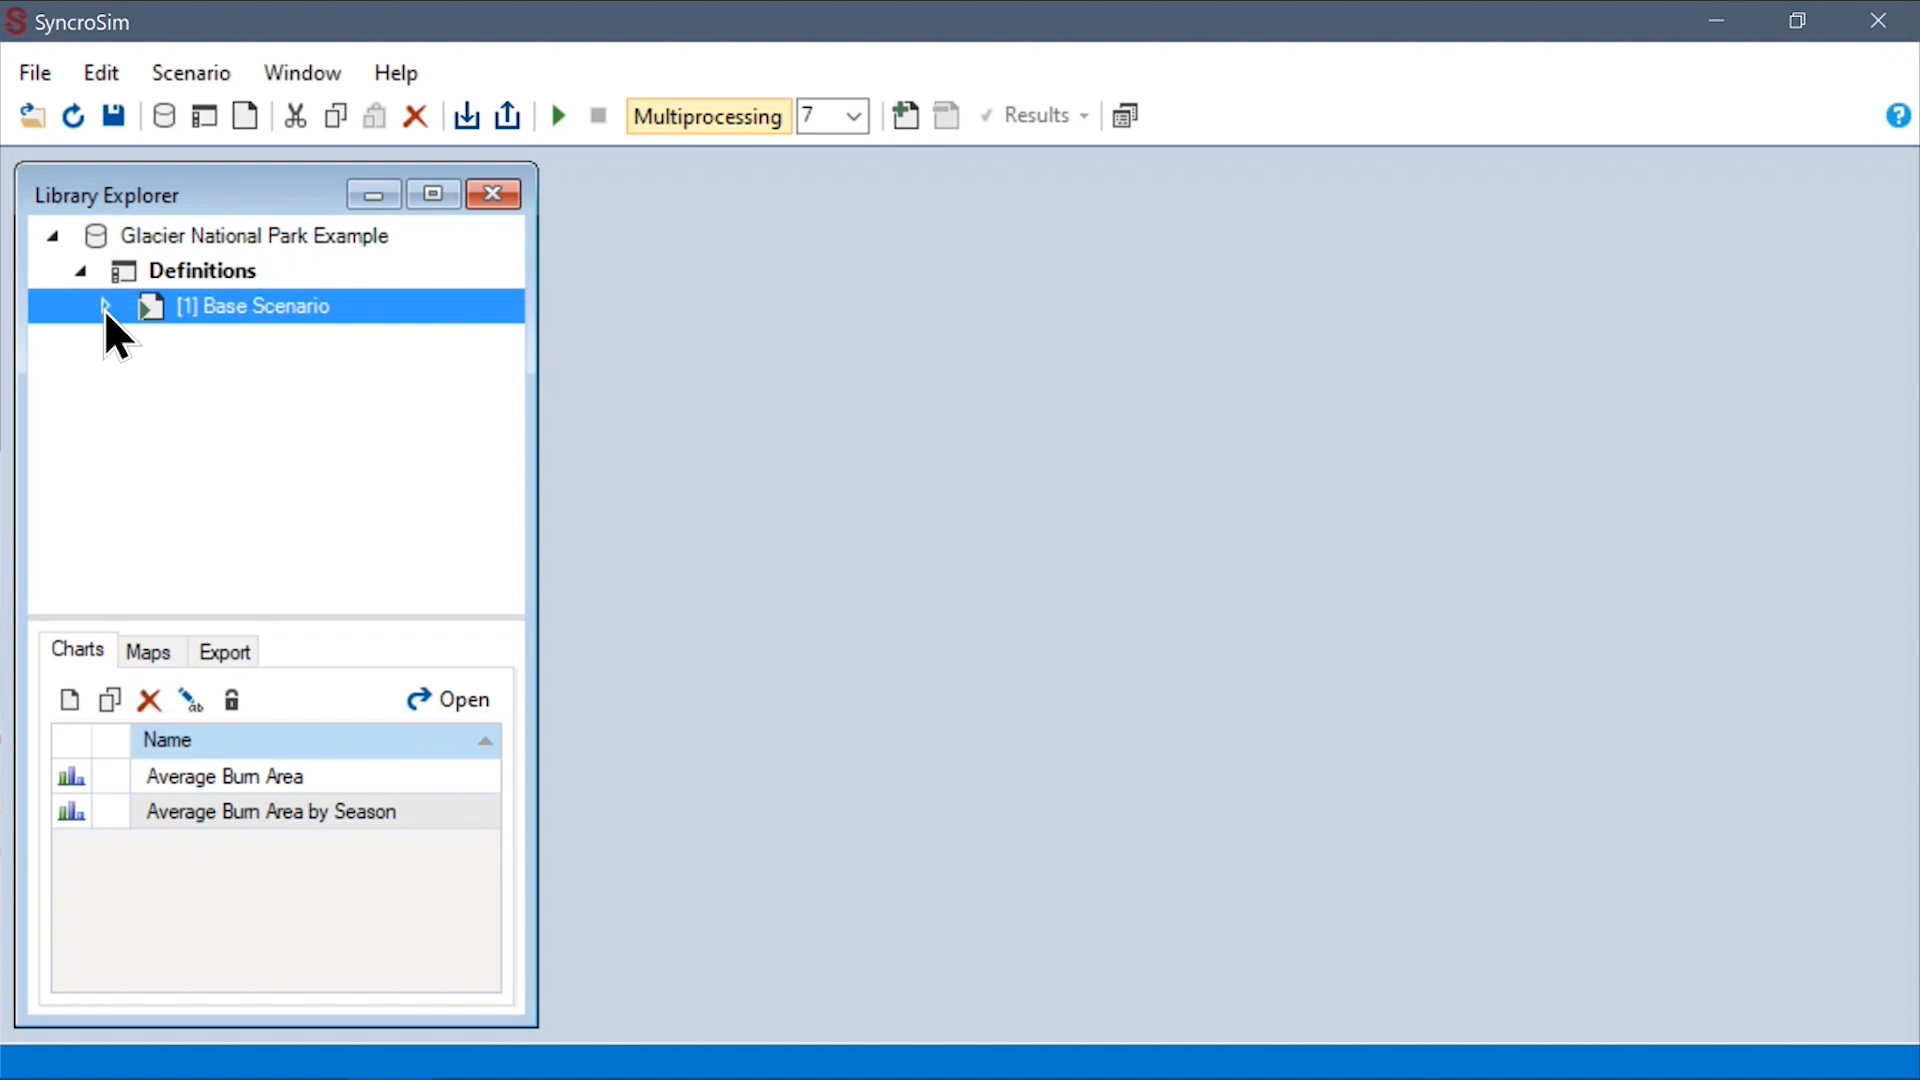 SyncroSim
File Edit Scenario Window Help
Multiprocessing 7 Results
Library Explorer
Glacier National Park Example
Definitions
[1] Base Scenario
Charts Maps Export
ab Open
Name
Average Burn Area
Average Burn Area by Season